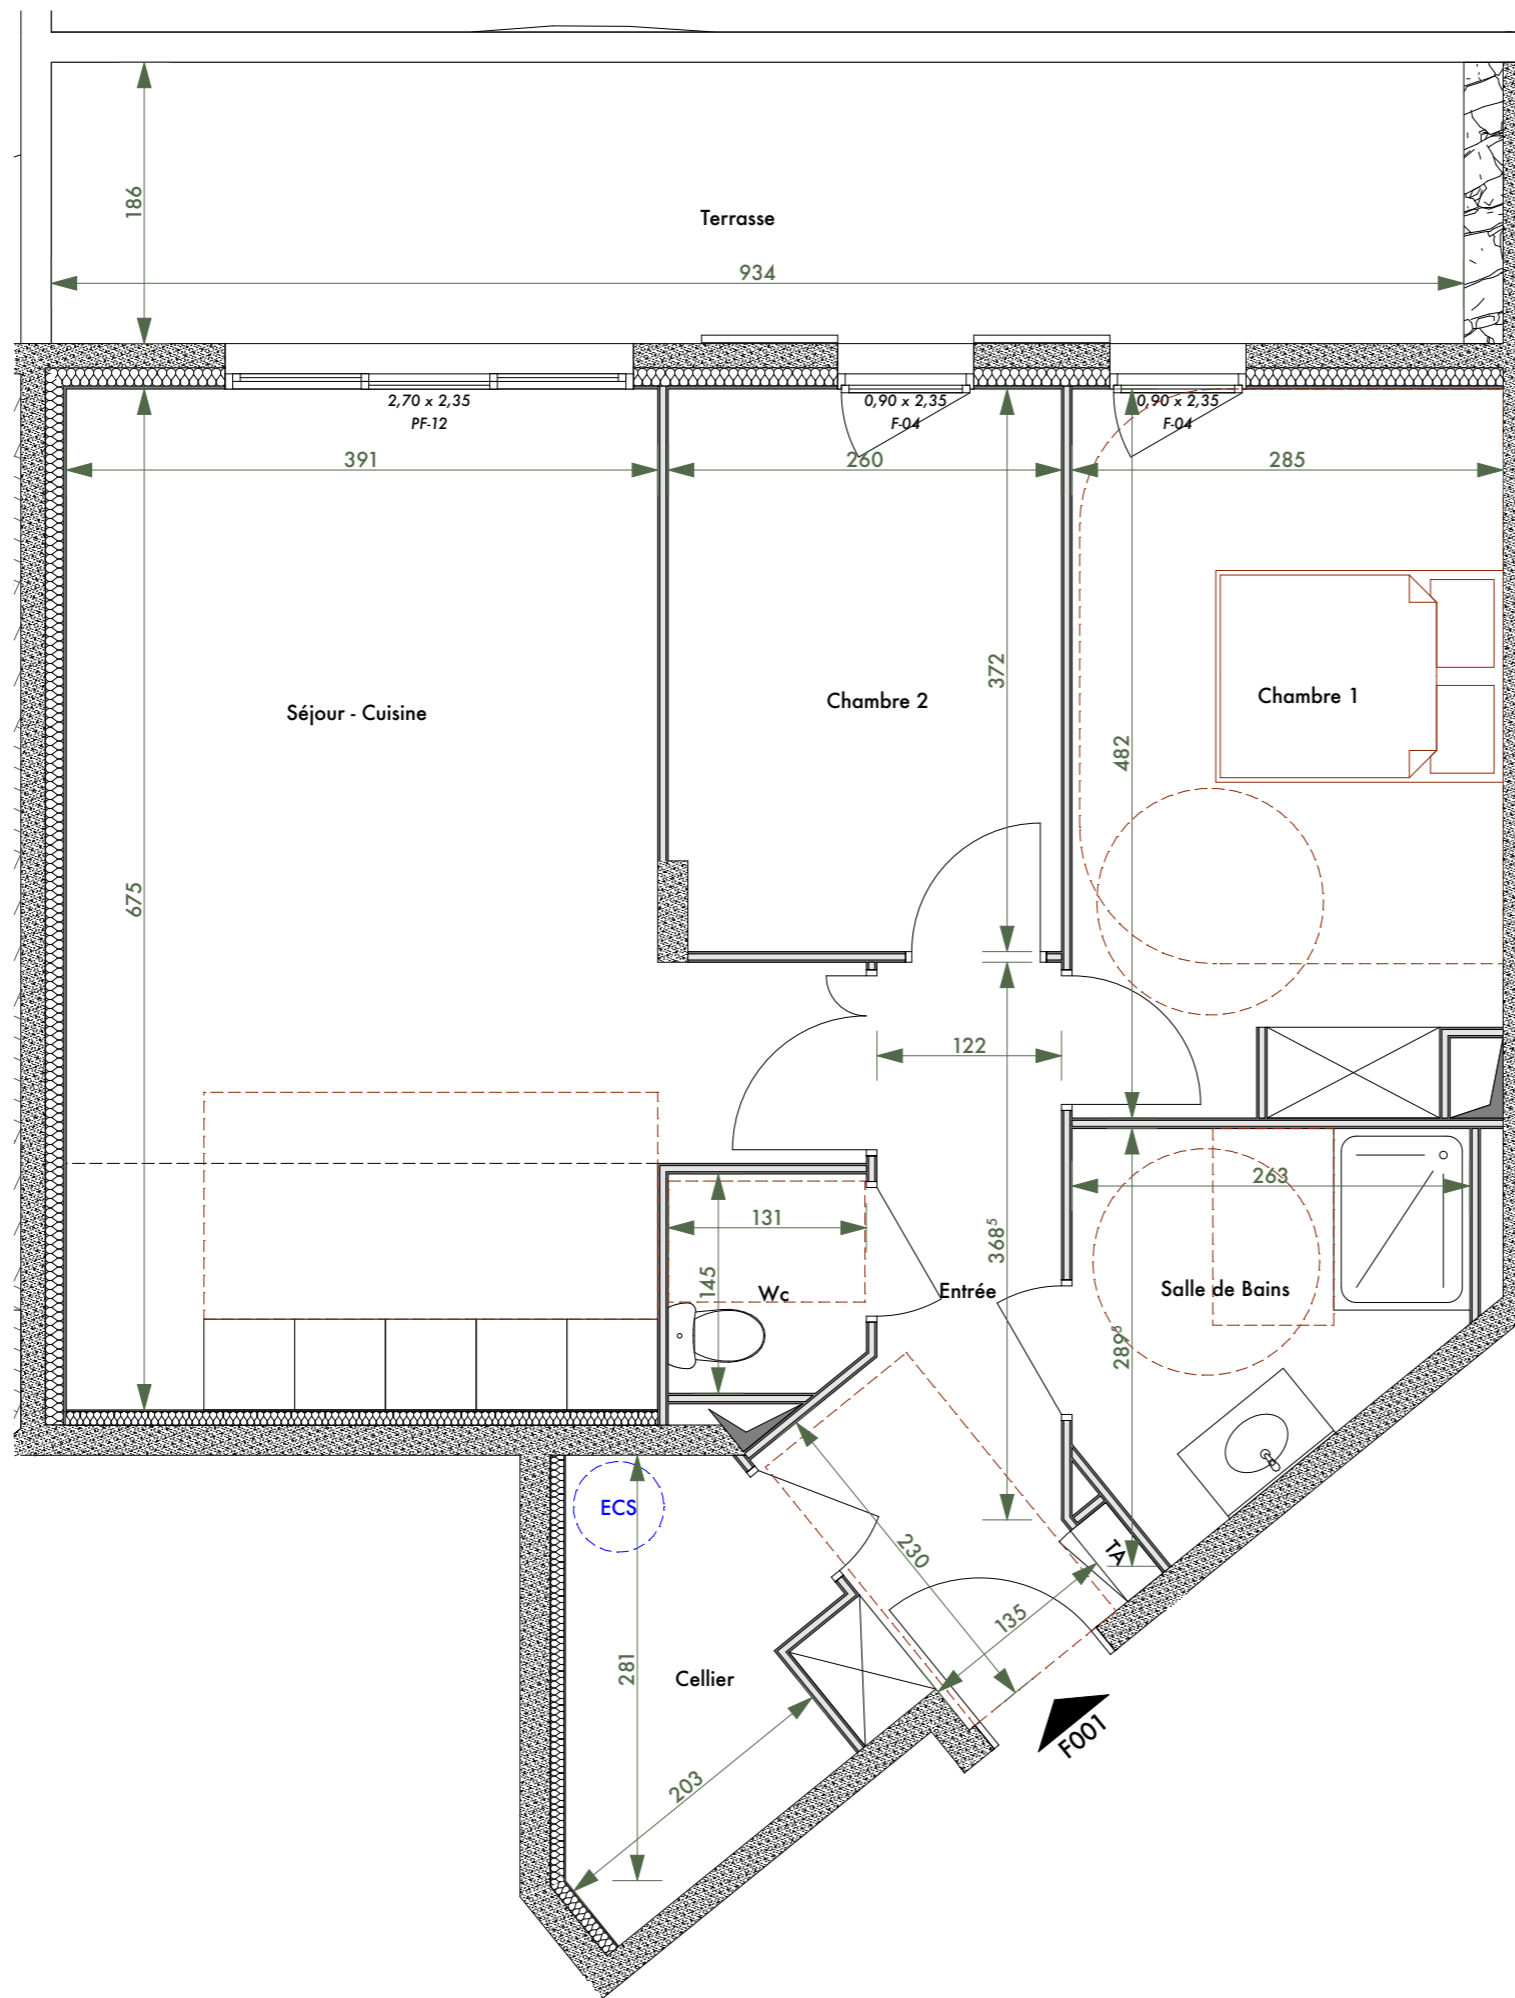 186
Terrasse
934
2,70 x 2,35
PF-12
0,90 x 2,35
F-04
0,90 x 2,35
F-04
391
260
285
372
Chambre 2
Chambre 1
Séjour - Cuisine
482
675
122
263
131
145
Wc
368⁵
Entrée
Salle de Bains
289⁵
ECS
230
TA
135
281
Cellier
203
F001